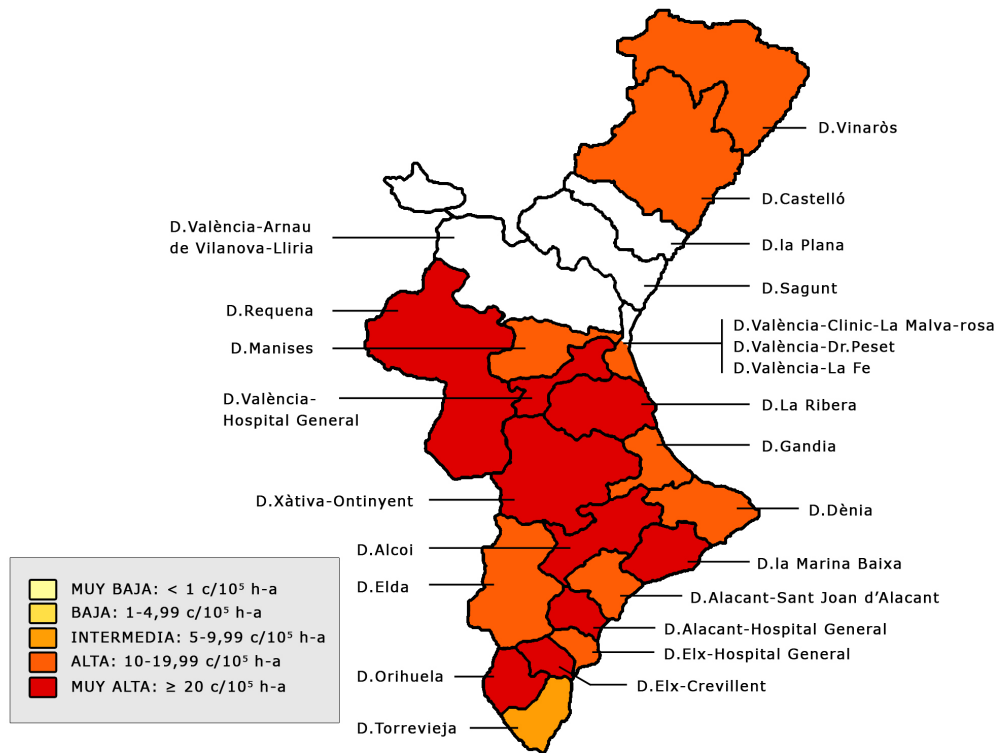 D.Vinaròs
D.Castelló
D.València-Arnau
de Vilanova-Lliria
D.la Plana
D.Sagunt
D.Requena
D.València-Clinic-La Malva-rosa
D.Manises
D.València-Dr.Peset
D.València-La Fe
D.València-
Hospital General
D.La Ribera
D.Gandia
D.Xàtiva-Ontinyent
D.Dènia
D.Alcoi
D.la Marina Baixa
D.Elda
D.Alacant-Sant Joan d'Alacant
D.Alacant-Hospital General
D.Elx-Hospital General
D.Orihuela
D.Elx-Crevillent
D.Torrevieja
MUY BAJA: < 1 c/10⁵ h-a
BAJA: 1-4,99 c/10⁵ h-a
INTERMEDIA: 5-9,99 c/10⁵ h-a
ALTA: 10-19,99 c/10⁵ h-a
MUY ALTA: ≥ 20 c/10⁵ h-a